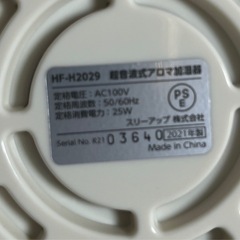 HF-H2029 超音波式アロマ加湿器
定格電圧：AC100V
定格周波数：50/60Hz
定格消費電力：25W
PSE
スリーアップ 株式会社
Serial No. R21 03640 2021年製
Made in China